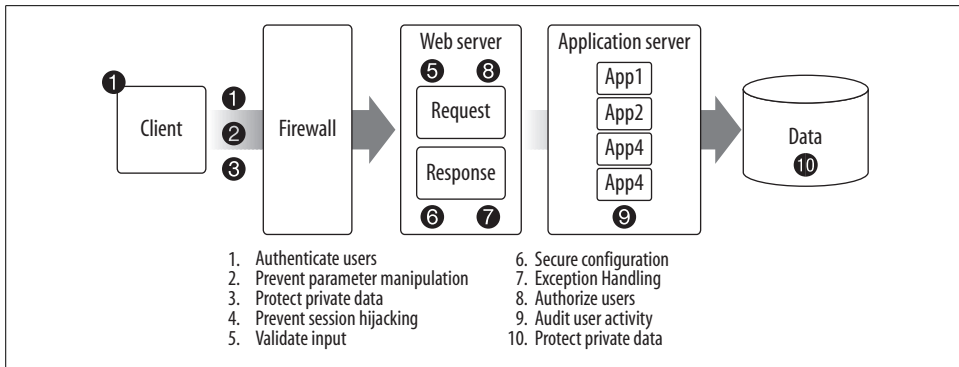 Web server
Application server
1
5
8
App1
1
Request
App2
Client
2
Firewall
Data
App4
3
Response
10
App4
6
7
9
1. Authenticate users
2. Prevent parameter manipulation
3. Protect private data
4. Prevent session hijacking
5. Validate input
6. Secure configuration
7. Exception Handling
8. Authorize users
9. Audit user activity
10. Protect private data